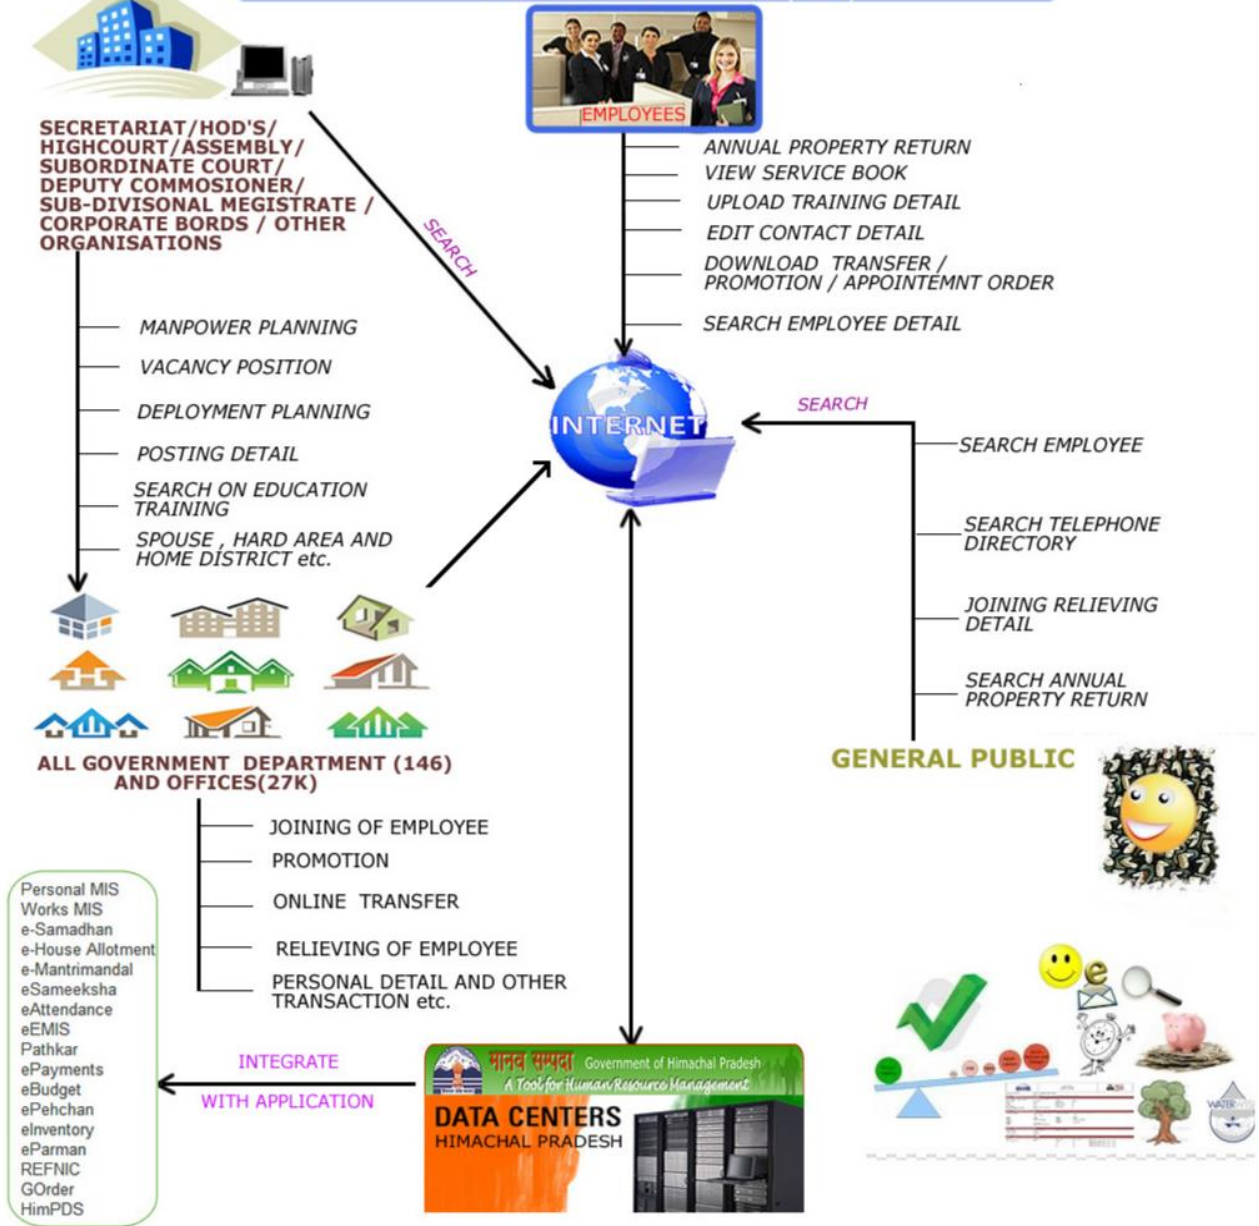 EMPLOYEES
SECRETARIAT/HOD'S/
HIGHCOURT/ASSEMBLY/
SUBORDINATE COURT/
DEPUTY COMMOSIONER/
SUB-DIVISONAL MEGISTRATE /
CORPORATE BORDS / OTHER
ORGANISATIONS
SEARCH
ANNUAL PROPERTY RETURN
VIEW SERVICE BOOK
UPLOAD TRAINING DETAIL
EDIT CONTACT DETAIL
DOWNLOAD TRANSFER /
PROMOTION / APPOINTEMNT ORDER
SEARCH EMPLOYEE DETAIL
MANPOWER PLANNING
VACANCY POSITION
DEPLOYMENT PLANNING
POSTING DETAIL
SEARCH ON EDUCATION
TRAINING
SPOUSE , HARD AREA AND
HOME DISTRICT etc.
INTERNET
SEARCH
SEARCH EMPLOYEE
SEARCH TELEPHONE
DIRECTORY
JOINING RELIEVING
DETAIL
SEARCH ANNUAL
PROPERTY RETURN
GENERAL PUBLIC
ALL GOVERNMENT DEPARTMENT (146)
AND OFFICES(27K)
JOINING OF EMPLOYEE
PROMOTION
ONLINE TRANSFER
RELIEVING OF EMPLOYEE
PERSONAL DETAIL AND OTHER
TRANSACTION etc.
Personal MIS
Works MIS
e-Samadhan
e-House Allotment
e-Mantrimandal
eSameeksha
eAttendance
eEMIS
Pathkar
ePayments
eBudget
ePehchan
eInventory
eParman
REFNIC
GOrder
HimPDS
INTEGRATE
WITH APPLICATION
मानव सम्पदा Government of Himachal Pradesh
A Tool for Human Resource Management
DATA CENTERS
HIMACHAL PRADESH
e